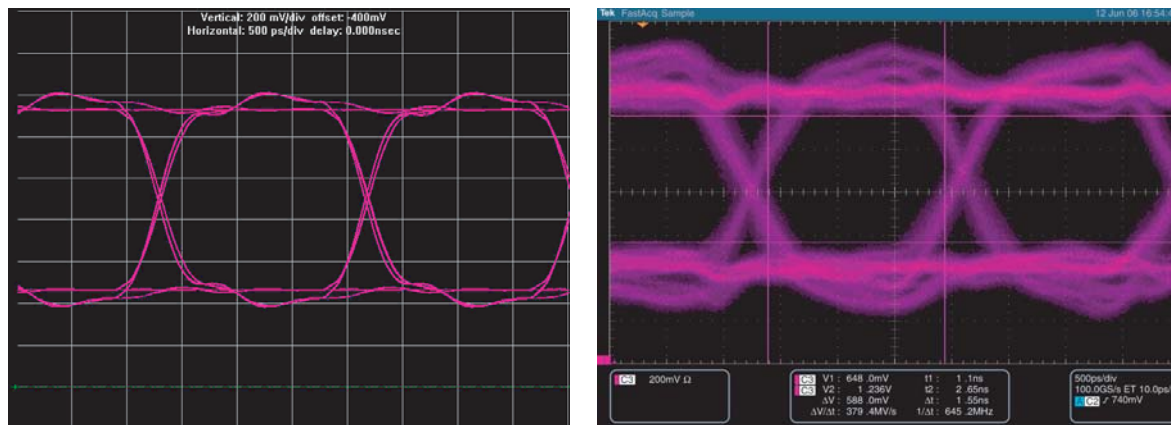 Vertical: 200 mV/div offset: -400mV
Horizontal: 500 ps/div delay: 0.000nsec
Tek FastAcq Sample
12 Jun 06 16:54:
C3 200mV Ω
C3 V1 : 648 .0mV t1 : 1 .1ns
C3 V2 : 1 .236V t2 : 2 .65ns
ΔV : 588 .0mV Δt : 1 .55ns
ΔV/Δt : 379 .4MV/s 1/Δt : 645 .2MHz
500ps/div
100.0GS/s ET 10.0p
C2 740mV